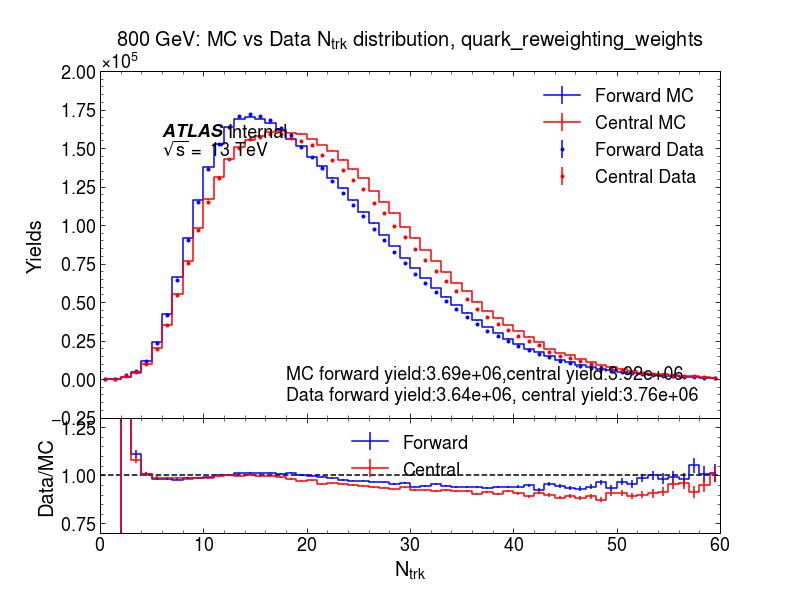 800 GeV: MC vs Data N_trk distribution, quark_reweighting_weights
×10⁵
2.00
1.75
1.50
1.25
1.00
0.75
0.50
0.25
0.00
−0.25
Yields
ATLAS Internal
√s = 13 TeV
Forward MC
Central MC
Forward Data
Central Data
MC forward yield:3.69e+06,central yield:3.92e+06
Data forward yield:3.64e+06, central yield:3.76e+06
1.25
1.00
0.75
Data/MC
Forward
Central
0 10 20 30 40 50 60
N_trk